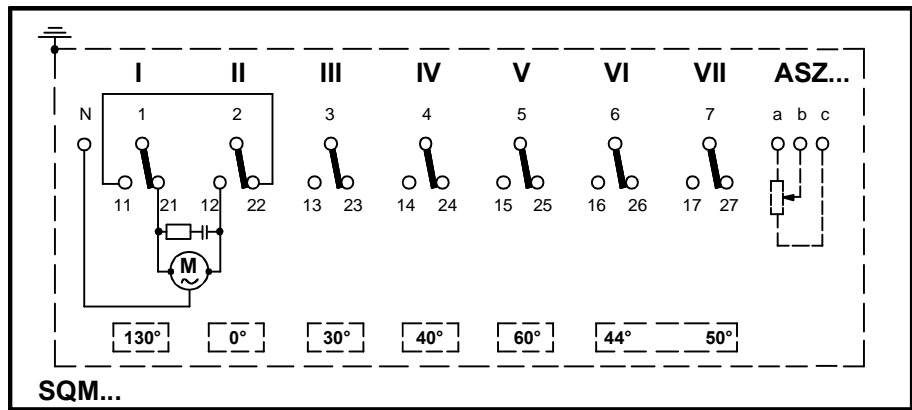 I II III IV V VI VII ASZ...
N 1 2 3 4 5 6 7 a b c
11 21 12 22 13 23 14 24 15 25 16 26 17 27
M
~
130° 0° 30° 40° 60° 44° 50°
SQM...